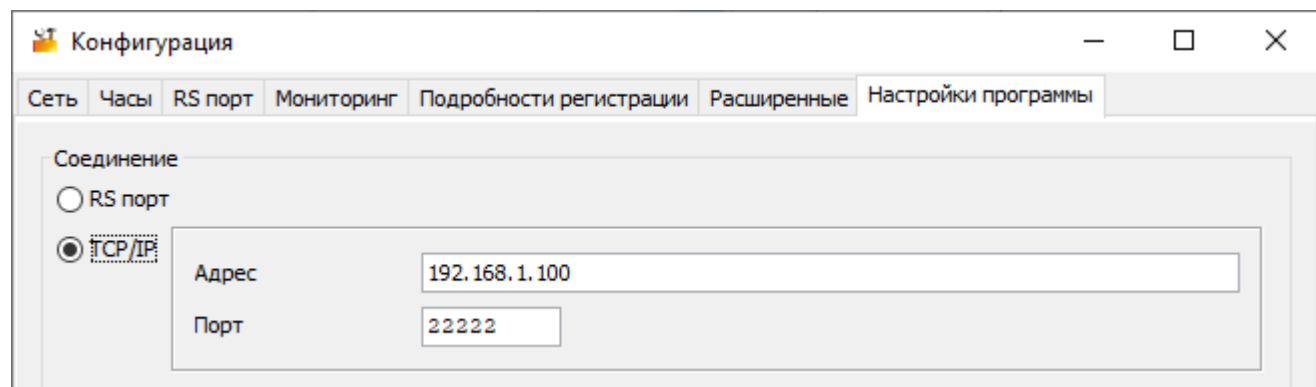 Конфигурация
Сеть Часы RS порт Мониторинг Подробности регистрации Расширенные Настройки программы
Соединение
RS порт
TCP/IP
Адрес 192.168.1.100
Порт 22222